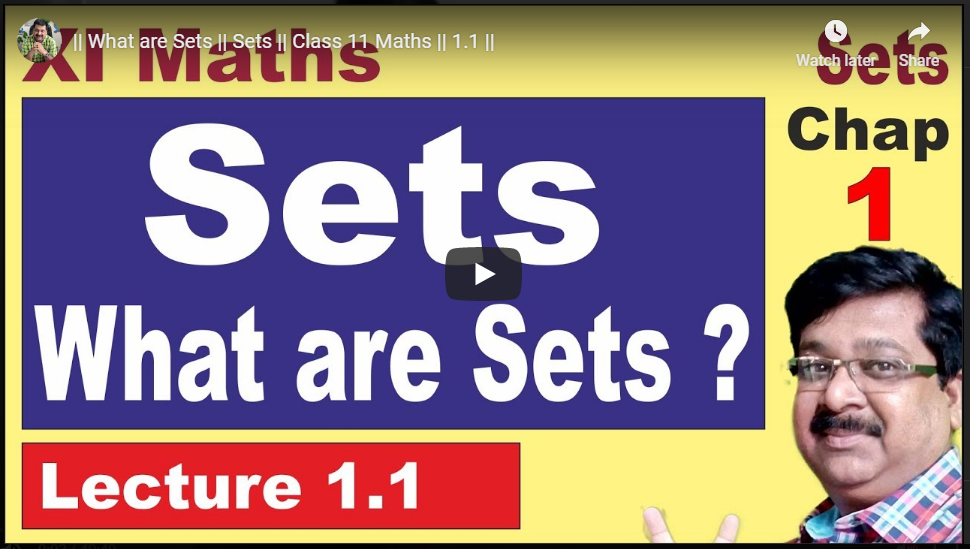 || What are Sets || Sets || Class 11 Maths || 1.1 ||
XI Maths
Watch later
Share
Sets
Chap
1
Sets
What are Sets ?
Lecture 1.1